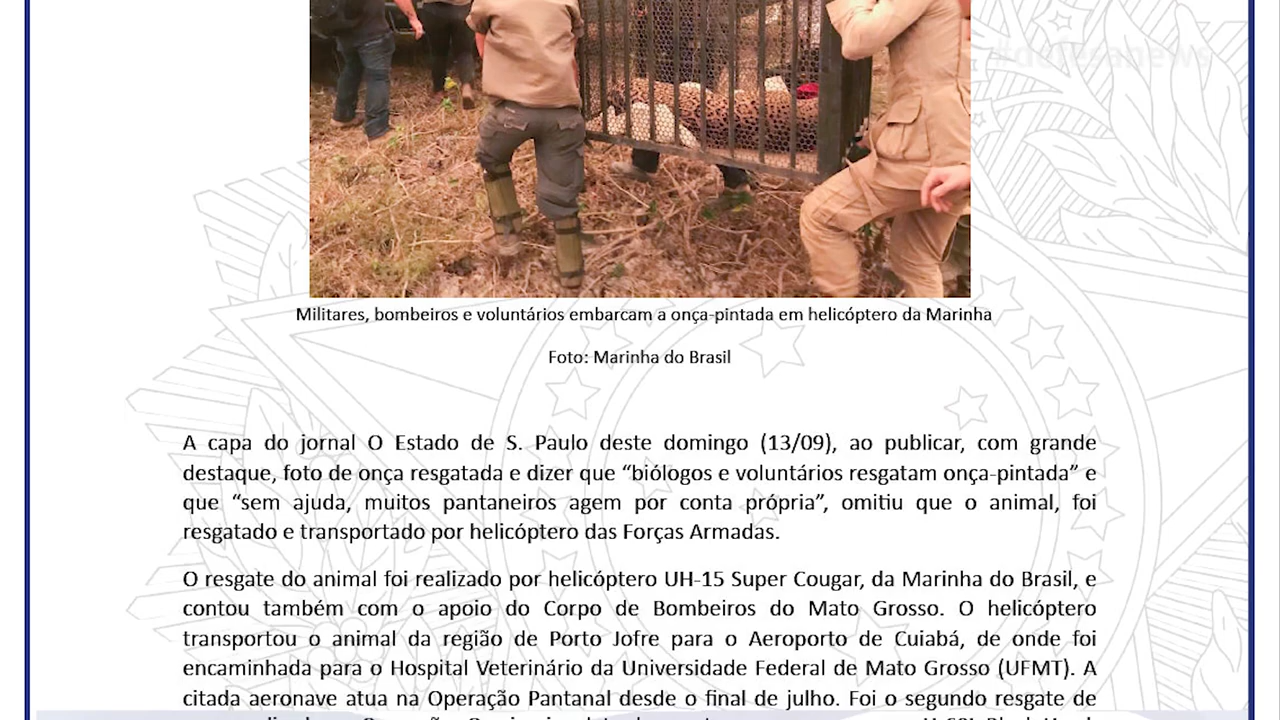 #defesanews
Militares, bombeiros e voluntários embarcam a onça-pintada em helicóptero da Marinha
Foto: Marinha do Brasil
A capa do jornal O Estado de S. Paulo deste domingo (13/09), ao publicar, com grande
destaque, foto de onça resgatada e dizer que “biólogos e voluntários resgatam onça-pintada” e
que “sem ajuda, muitos pantaneiros agem por conta própria”, omitiu que o animal, foi
resgatado e transportado por helicóptero das Forças Armadas.
O resgate do animal foi realizado por helicóptero UH-15 Super Cougar, da Marinha do Brasil, e
contou também com o apoio do Corpo de Bombeiros do Mato Grosso. O helicóptero
transportou o animal da região de Porto Jofre para o Aeroporto de Cuiabá, de onde foi
encaminhada para o Hospital Veterinário da Universidade Federal de Mato Grosso (UFMT). A
citada aeronave atua na Operação Pantanal desde o final de julho. Foi o segundo resgate de